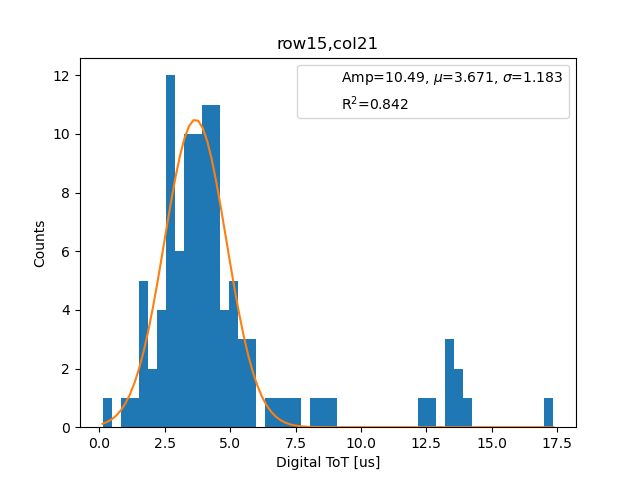 row15,col21
Amp=10.49, μ=3.671, σ=1.183
R²=0.842
12
10
8
6
4
2
0
Counts
0.0 2.5 5.0 7.5 10.0 12.5 15.0 17.5
Digital ToT [us]